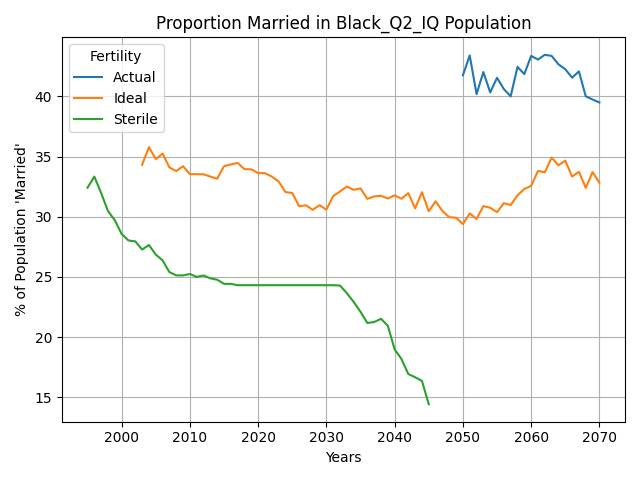 Proportion Married in Black_Q2_IQ Population
% of Population 'Married'
Fertility
Actual
Ideal
Sterile
40
35
30
25
20
15
2000 2010 2020 2030 2040 2050 2060 2070
Years